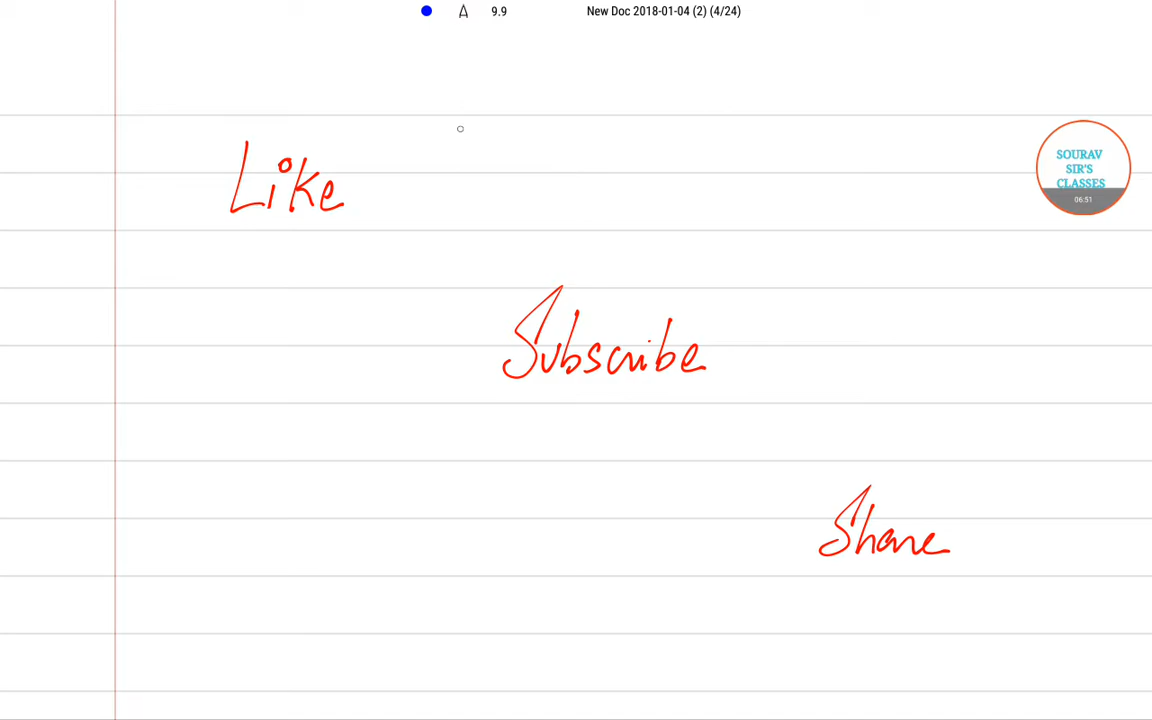 9.9 New Doc 2018-01-04 (2) (4/24)
Like
SOURAV
SIR'S
CLASSES
06:51
Subscribe
Share